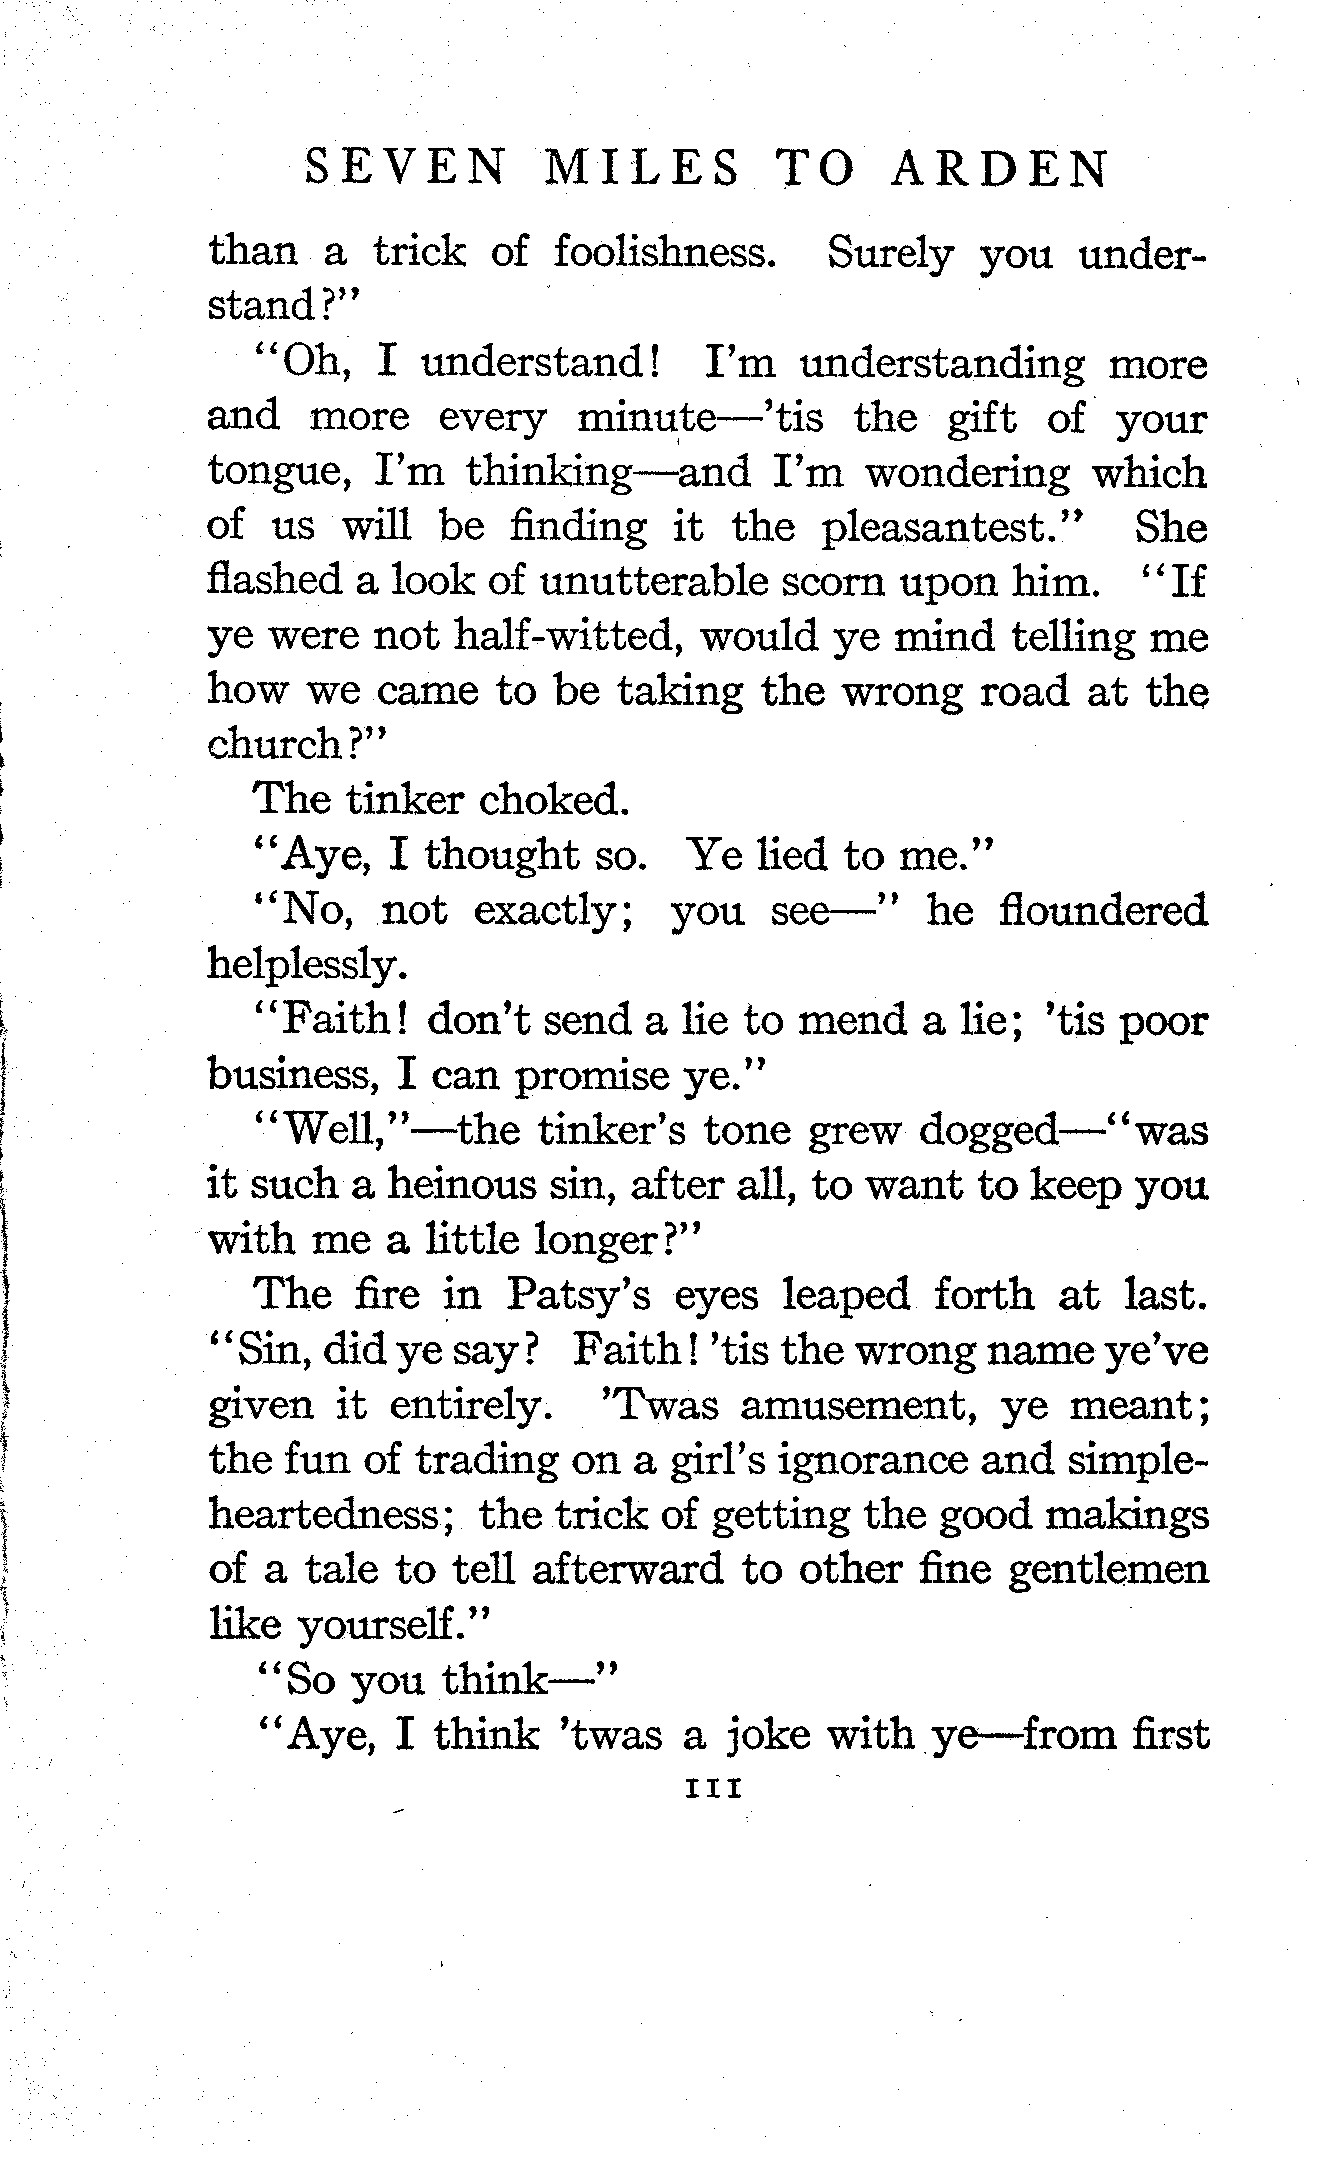 SEVEN MILES TO ARDEN
than a trick of foolishness. Surely you under-
stand?”
“Oh, I understand! I’m understanding more
and more every minute—’tis the gift of your
tongue, I’m thinking—and I’m wondering which
of us will be finding it the pleasantest.” She
flashed a look of unutterable scorn upon him. “If
ye were not half-witted, would ye mind telling me
how we came to be taking the wrong road at the
church?”
The tinker choked.
“Aye, I thought so. Ye lied to me.”
“No, not exactly; you see—” he floundered
helplessly.
“Faith! don’t send a lie to mend a lie; ’tis poor
business, I can promise ye.”
“Well,”—the tinker’s tone grew dogged—“was
it such a heinous sin, after all, to want to keep you
with me a little longer?”
The fire in Patsy’s eyes leaped forth at last.
“Sin, did ye say? Faith! ’tis the wrong name ye’ve
given it entirely. ’Twas amusement, ye meant;
the fun of trading on a girl’s ignorance and simple-
heartedness; the trick of getting the good makings
of a tale to tell afterward to other fine gentlemen
like yourself.”
“So you think—”
“Aye, I think ’twas a joke with ye—from first
111